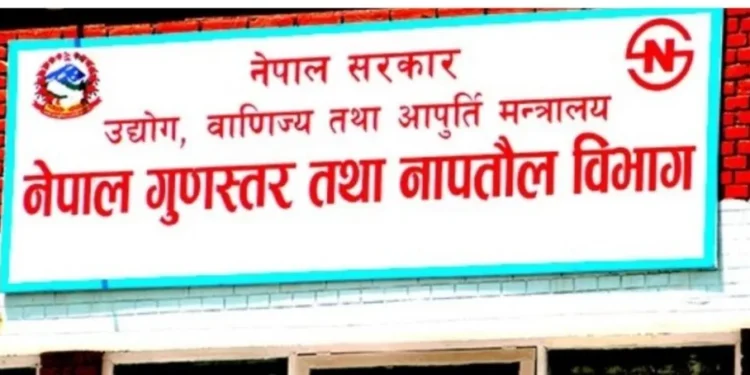 नेपाल सरकार
उद्योग, वाणिज्य तथा आपुर्ति मन्त्रालय
नेपाल गुणस्तर तथा नापतौल विभाग